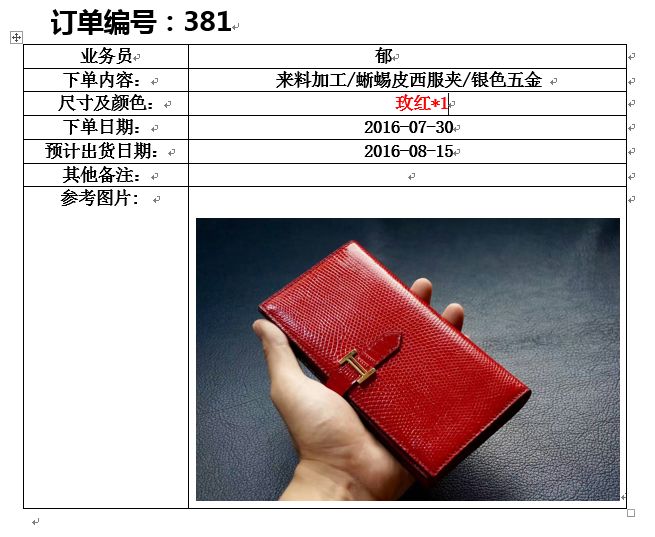 订单编号：381
业务员 郁
下单内容： 来料加工/蜥蜴皮西服夹/银色五金
尺寸及颜色： 玫红*1
下单日期： 2016-07-30
预计出货日期： 2016-08-15
其他备注：
参考图片: